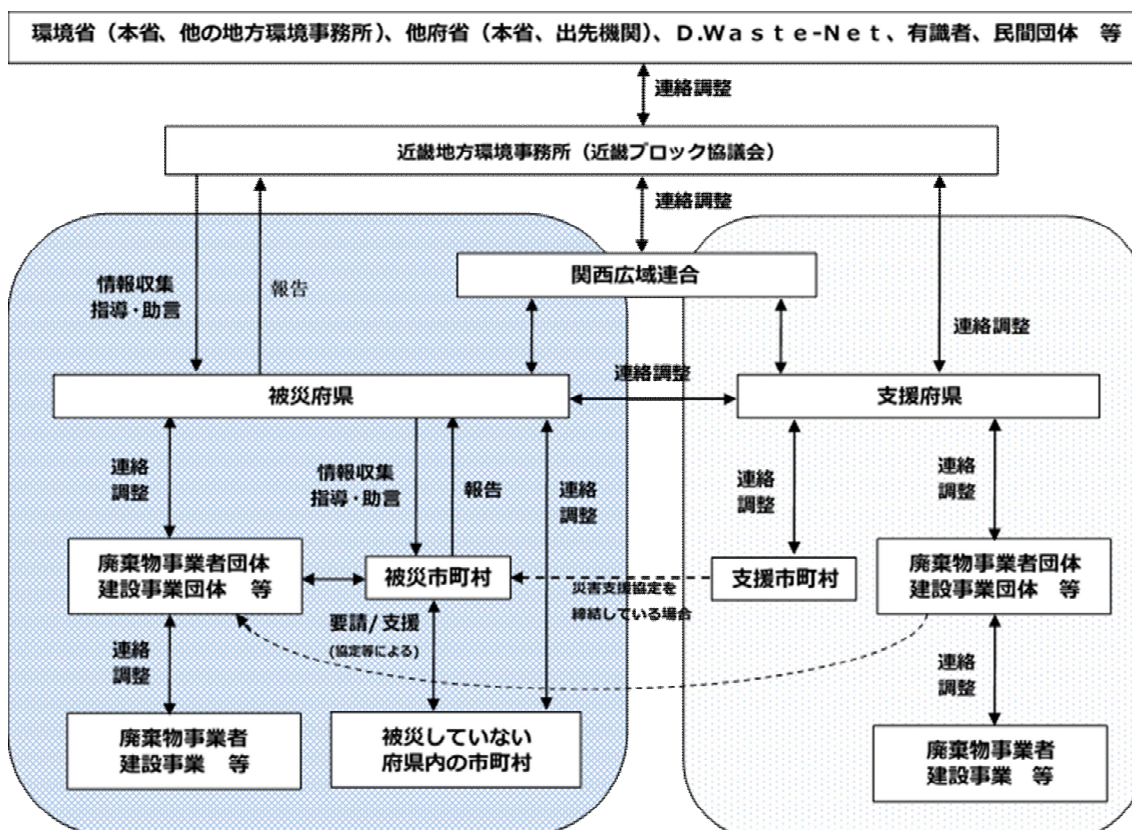 環境省（本省、他の地方環境事務所）、他府省（本省、出先機関）、D.Waste-Net、有識者、民間団体　等
連絡調整
近畿地方環境事務所（近畿ブロック協議会）
連絡調整
関西広域連合
情報収集
指導・助言
報告
連絡調整
被災府県
連絡調整
支援府県
連絡
調整
情報収集
指導・助言
報告
連絡
調整
連絡
調整
連絡
調整
廃棄物事業者団体
建設事業団体　等
被災市町村
災害支援協定を
締結している場合
支援市町村
廃棄物事業者団体
建設事業団体　等
要請/支援
(協定等による)
連絡
調整
連絡
調整
廃棄物事業者
建設事業　等
被災していない
府県内の市町村
廃棄物事業者
建設事業　等